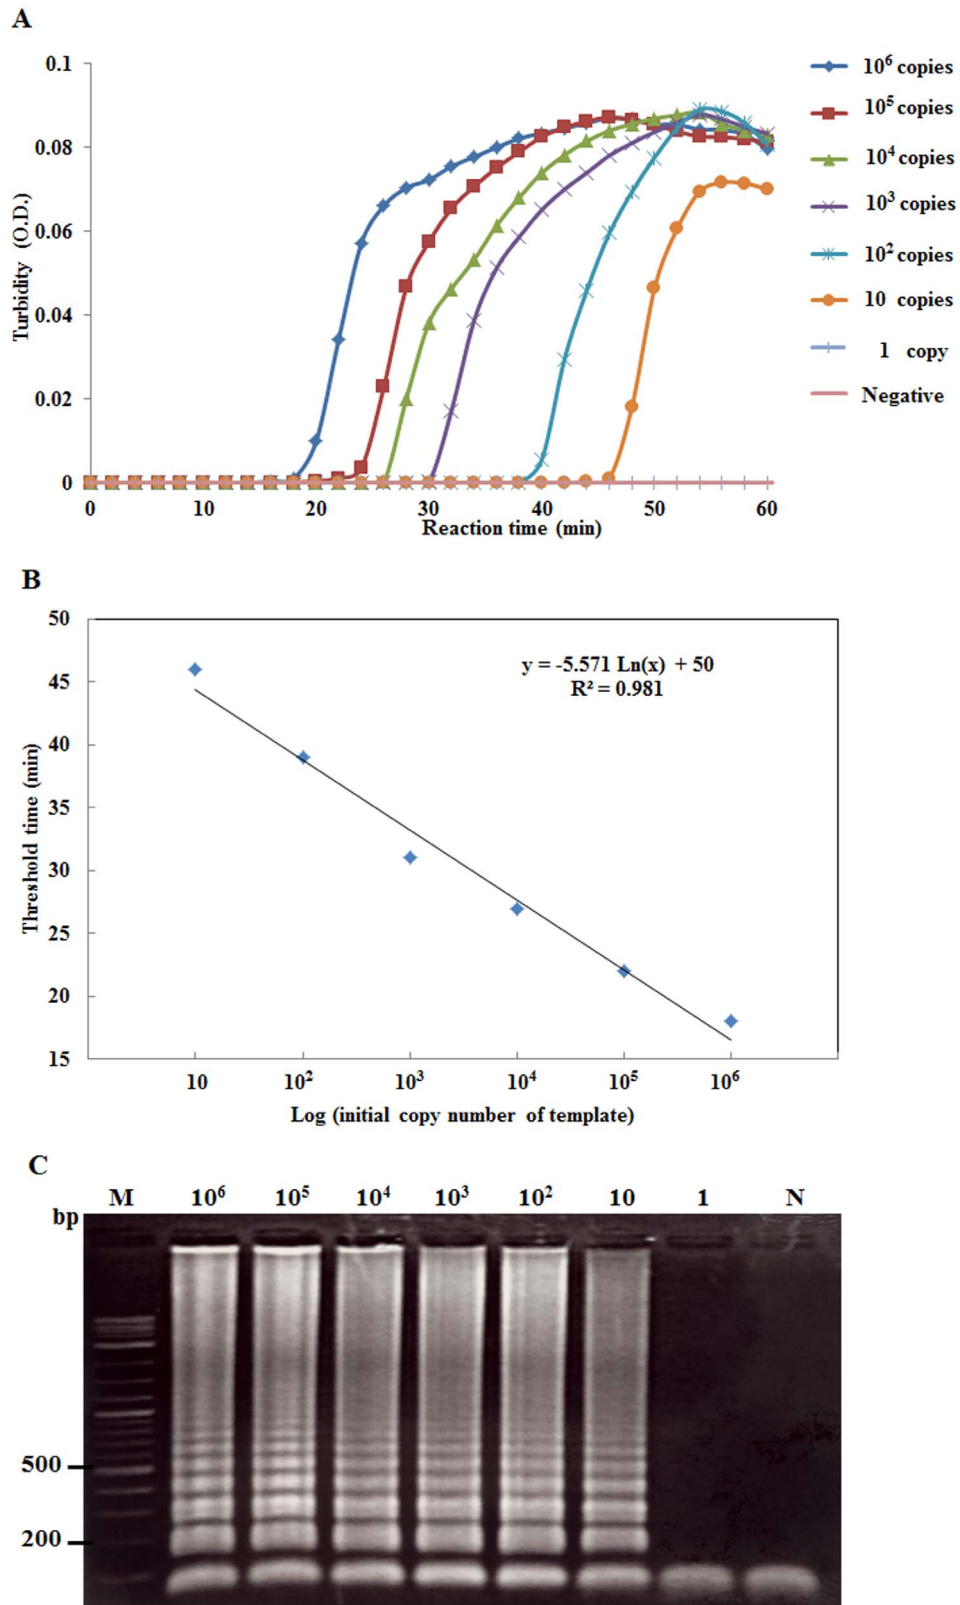 A
0.1
0.08
0.06
0.04
0.02
0
Turbidity (O.D.)
0 10 20 30 40 50 60
Reaction time (min)
10⁶ copies
10⁵ copies
10⁴ copies
10³ copies
10² copies
10 copies
1 copy
Negative
B
50
45
40
35
30
25
20
15
Threshold time (min)
y = -5.571 Ln(x) + 50
R² = 0.981
10 10² 10³ 10⁴ 10⁵ 10⁶
Log (initial copy number of template)
C
M 10⁶ 10⁵ 10⁴ 10³ 10² 10 1 N
bp
500
200